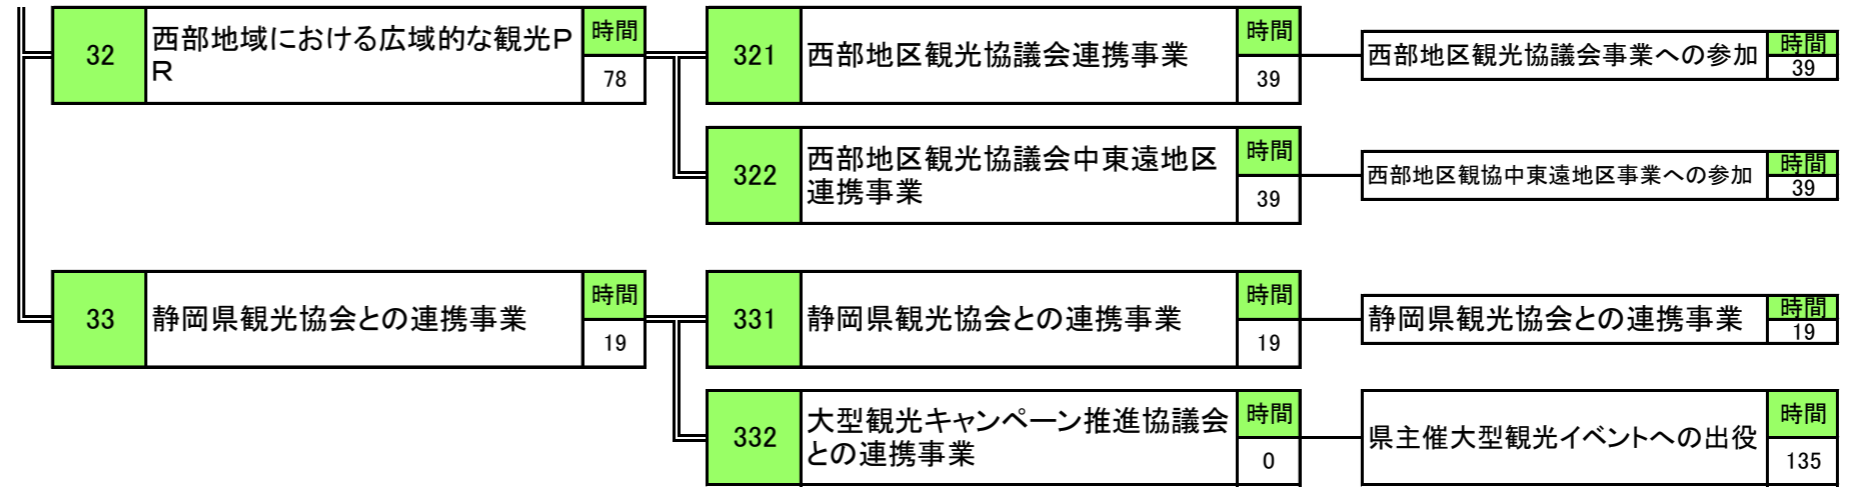 32
西部地域における広域的な観光P
R
時間
78
321
西部地区観光協議会連携事業
時間
39
西部地区観光協議会事業への参加
時間
39
322
西部地区観光協議会中東遠地区
連携事業
時間
39
西部地区観協中東遠地区事業への参加
時間
39
33
静岡県観光協会との連携事業
時間
19
331
静岡県観光協会との連携事業
時間
19
静岡県観光協会との連携事業
時間
19
332
大型観光キャンペーン推進協議会
との連携事業
時間
0
県主催大型観光イベントへの出役
時間
135